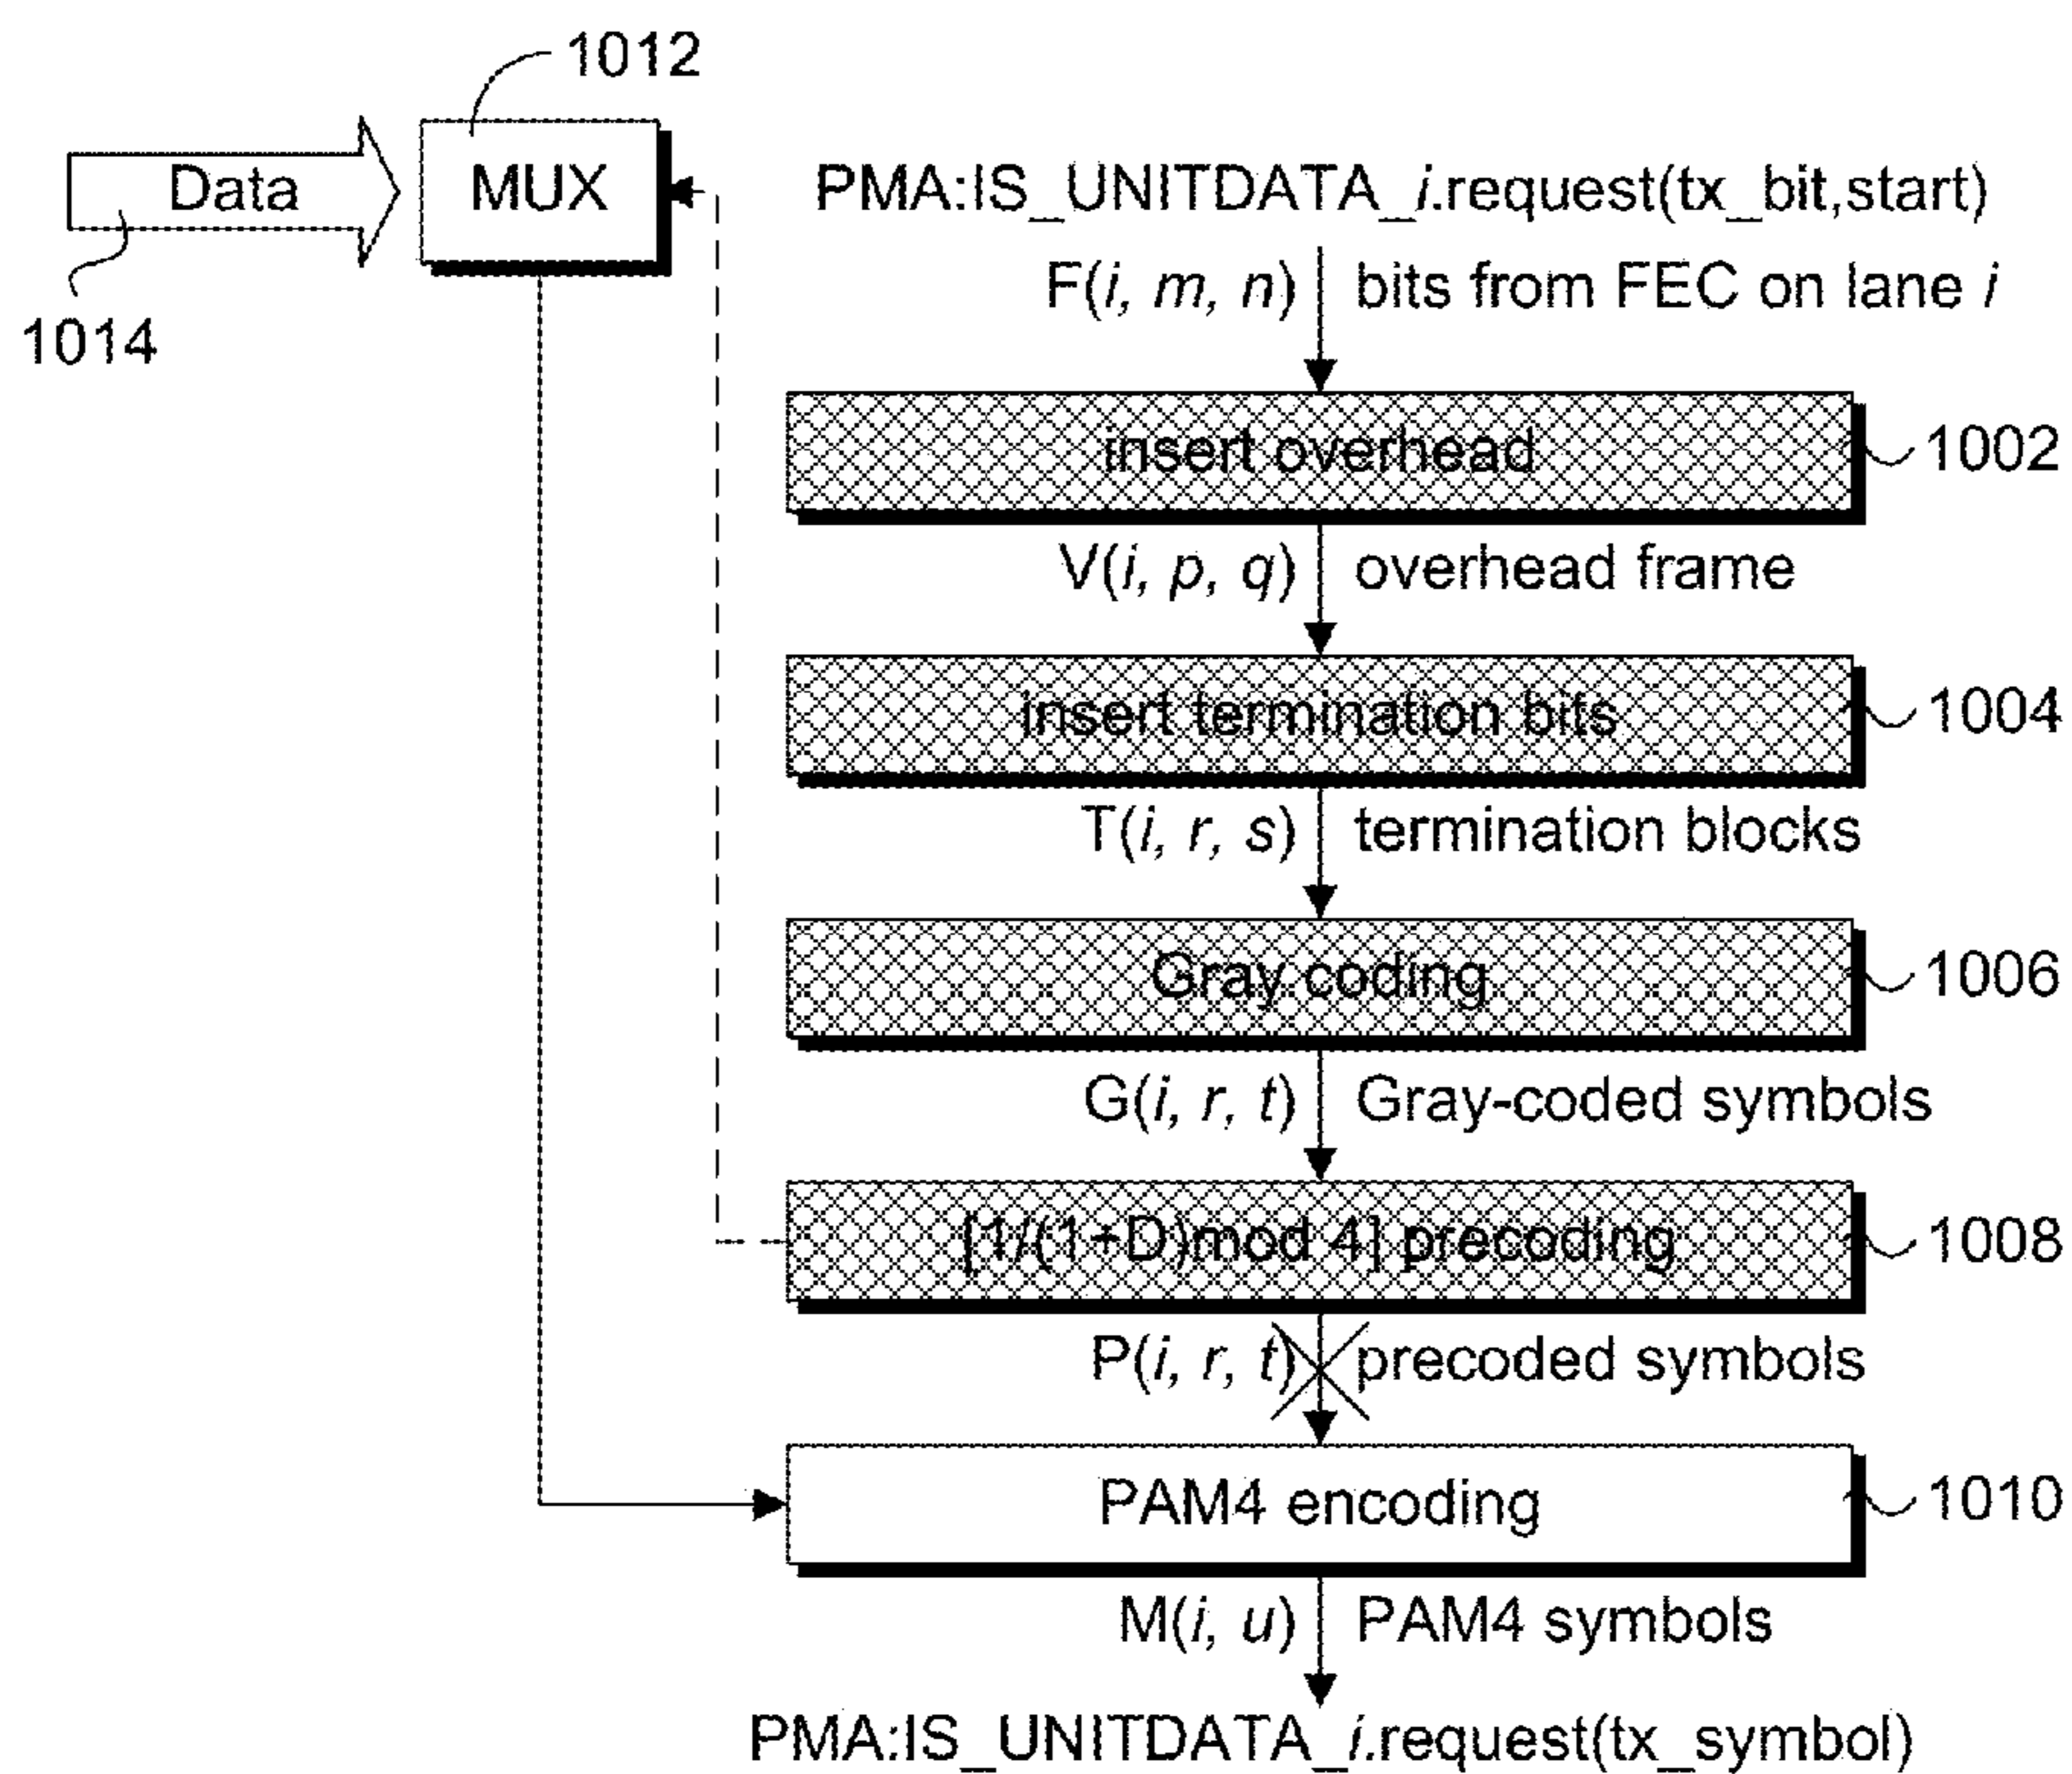 1012
Data
MUX
1014
PMA:IS_UNITDATA_i.request(tx_bit,start)
F(i, m, n) bits from FEC on lane i
insert overhead 1002
V(i, p, q) overhead frame
insert termination bits 1004
T(i, r, s) termination blocks
Gray coding 1006
G(i, r, t) Gray-coded symbols
[1/(1+D)mod 4] precoding 1008
P(i, r, t) precoded symbols
PAM4 encoding 1010
M(i, u) PAM4 symbols
PMA:IS_UNITDATA_i.request(tx_symbol)